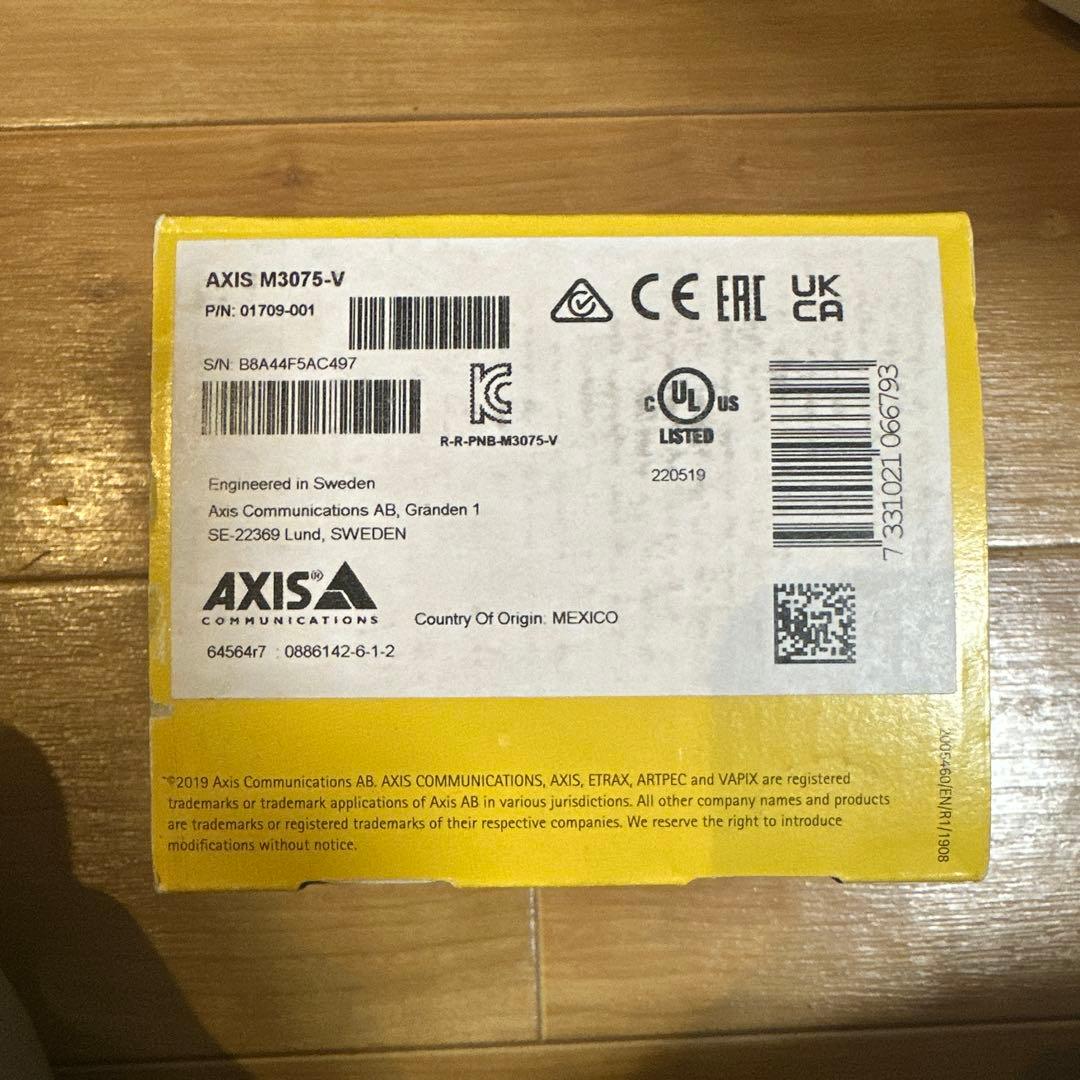 AXIS M3075-V
P/N: 01709-001
S/N: B8A44F5AC497
R-R-PNB-M3075-V
CE EAC UK CA
C UL US
LISTED
220519
7 331021 066793
Engineered in Sweden
Axis Communications AB, Gränden 1
SE-22369 Lund, SWEDEN
AXIS®
COMMUNICATIONS
Country Of Origin: MEXICO
64564r7 : 0886142-6-1-2
©2019 Axis Communications AB. AXIS COMMUNICATIONS, AXIS, ETRAX, ARTPEC and VAPIX are registered
trademarks or trademark applications of Axis AB in various jurisdictions. All other company names and products
are trademarks or registered trademarks of their respective companies. We reserve the right to introduce
modifications without notice.
2005460/EN/R1/1908